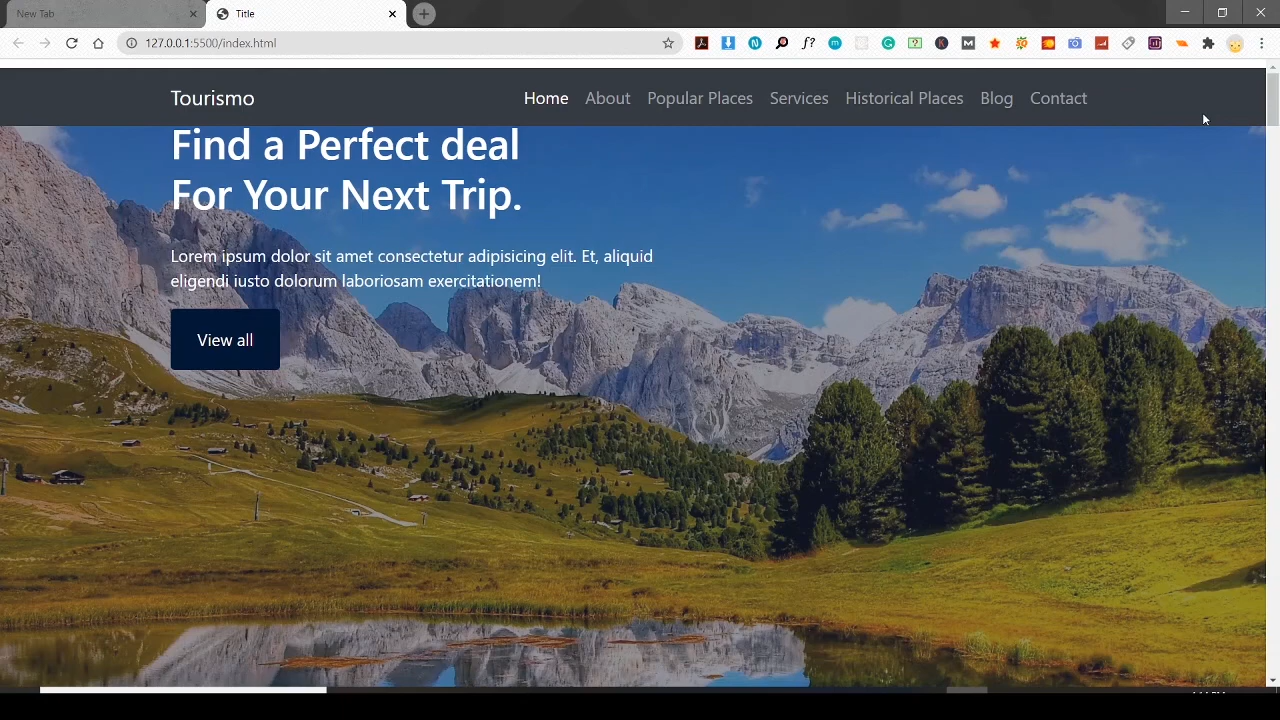 New Tab
Title
127.0.0.1:5500/index.html
Tourismo
Home About Popular Places Services Historical Places Blog Contact
Find a Perfect deal
For Your Next Trip.
Lorem ipsum dolor sit amet consectetur adipisicing elit. Et, aliquid
eligendi iusto dolorum laboriosam exercitationem!
View all